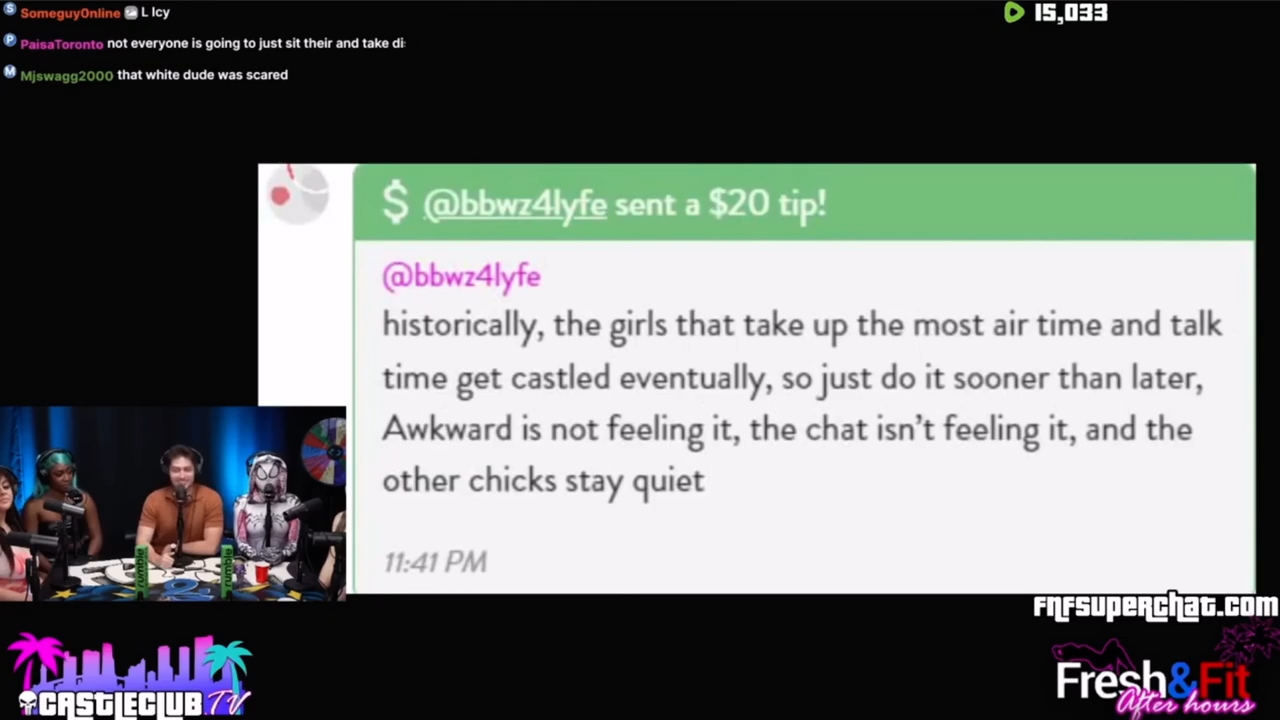 Someguy0nline L Icy
15,033
PaisaToronto not everyone is going to just sit their and take di
Mjswagg2000 that white dude was scared
$ @bbwz4lyfe sent a $20 tip!
@bbwz4lyfe
historically, the girls that take up the most air time and talk
time get castled eventually, so just do it sooner than later,
Awkward is not feeling it, the chat isn't feeling it, and the
other chicks stay quiet
11:41 PM
rumble
rumble
FNFSUPERCHAT.COM
CASTLECLUB TV
Fresh&Fit
After hours